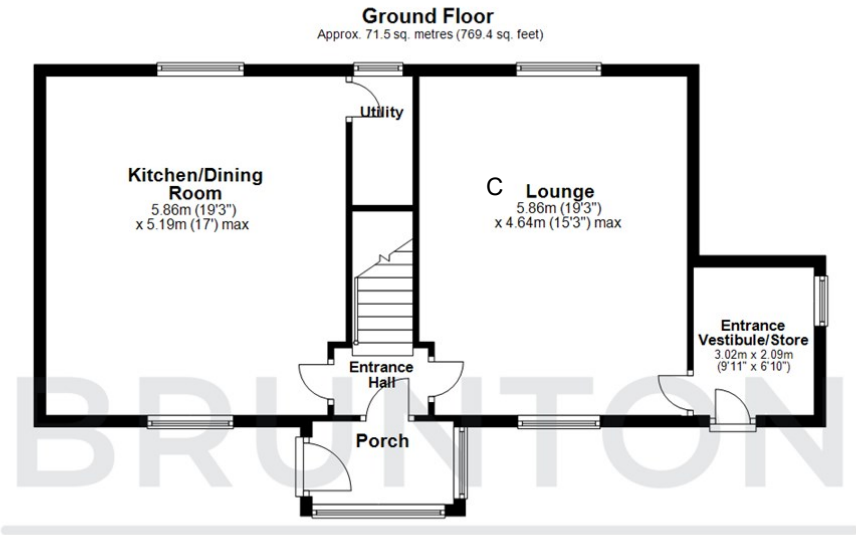 Ground Floor
Approx. 71.5 sq. metres (769.4 sq. feet)
Utility
Kitchen/Dining
Room
5.86m (19'3")
x 5.19m (17') max
C
Lounge
5.86m (19'3")
x 4.64m (15'3") max
Entrance
Vestibule/Store
3.02m x 2.09m
(9'11" x 6'10")
Entrance
Hall
Porch
BRUNTON